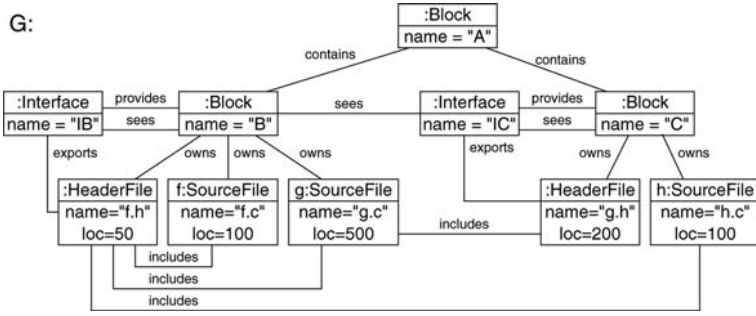 G:
:Block
name = "A"
contains
contains
:Interface
name = "IB"
provides
sees
:Block
name = "B"
sees
:Interface
name = "IC"
provides
sees
:Block
name = "C"
exports
owns
owns
owns
exports
owns
owns
:HeaderFile
name="f.h"
loc=50
f:SourceFile
name="f.c"
loc=100
g:SourceFile
name="g.c"
loc=500
includes
:HeaderFile
name="g.h"
loc=200
h:SourceFile
name="h.c"
loc=100
includes
includes
includes